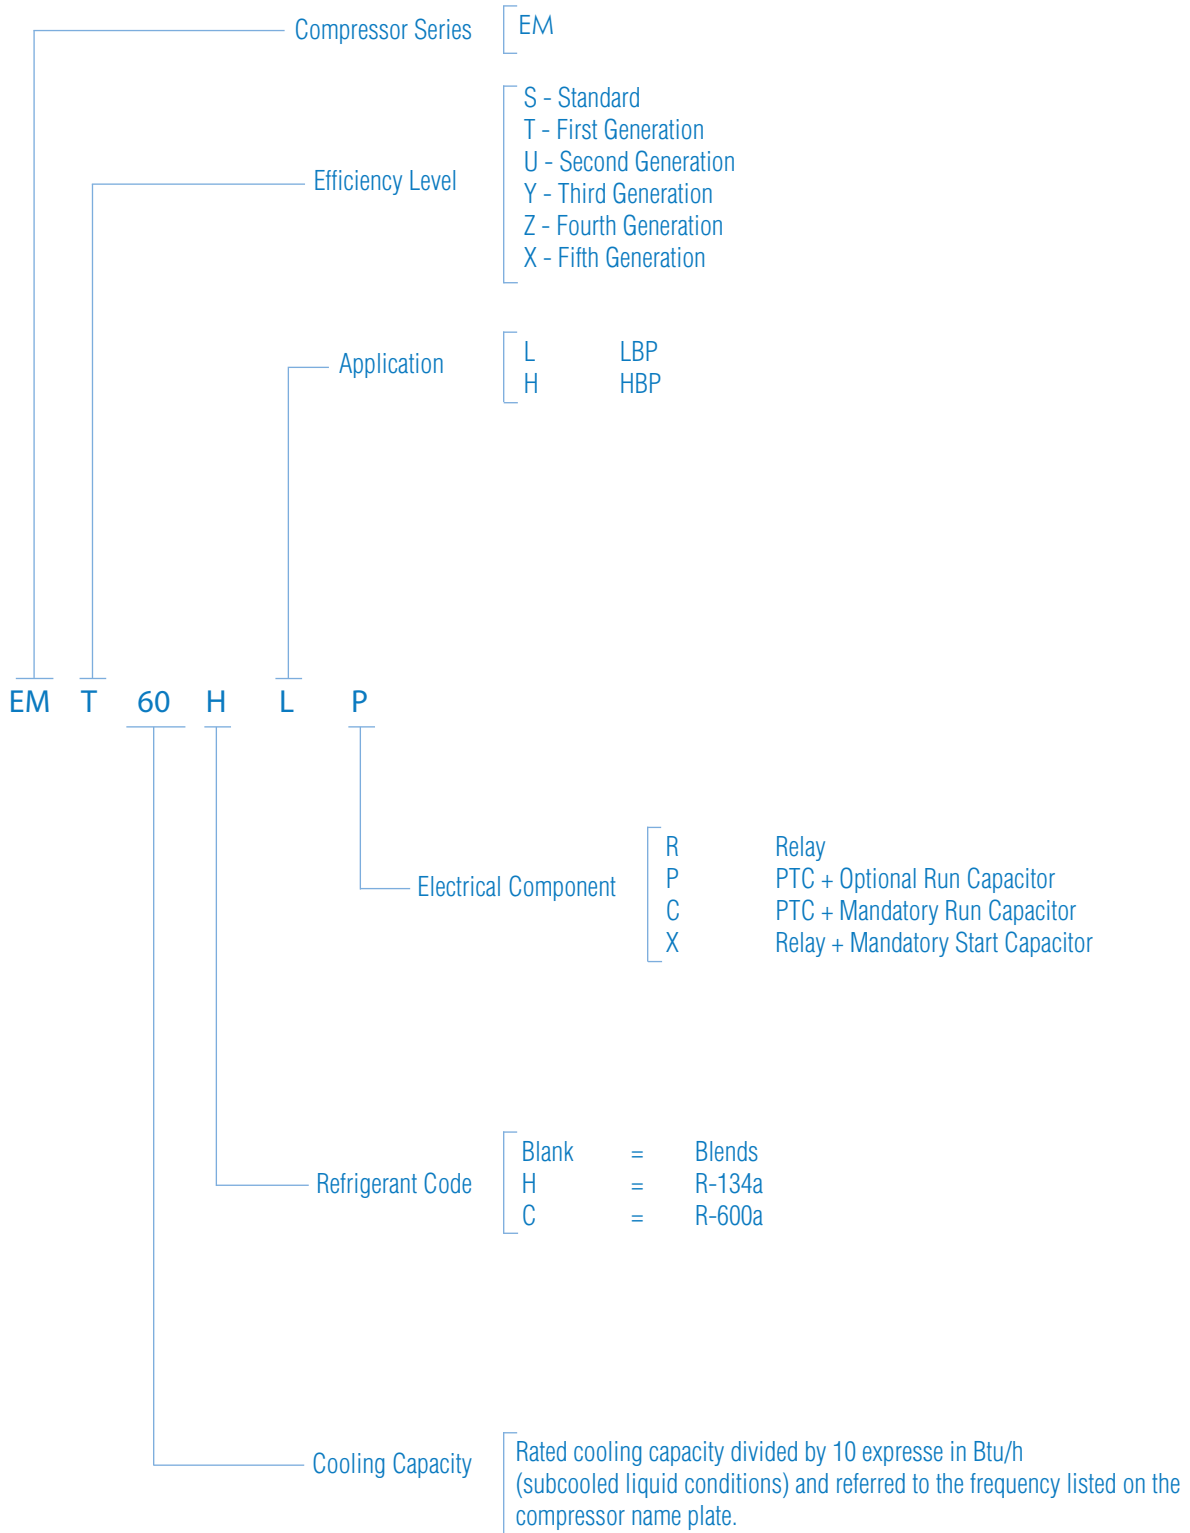 Compressor Series EM
S - Standard
T - First Generation
U - Second Generation
Efficiency Level
Y - Third Generation
Z - Fourth Generation
X - Fifth Generation
Application
L LBP
H HBP
EM T 60 H L P
R Relay
P PTC + Optional Run Capacitor
Electrical Component
C PTC + Mandatory Run Capacitor
X Relay + Mandatory Start Capacitor
Blank = Blends
Refrigerant Code
H = R-134a
C = R-600a
Cooling Capacity
Rated cooling capacity divided by 10 expresse in Btu/h
(subcooled liquid conditions) and referred to the frequency listed on the
compressor name plate.